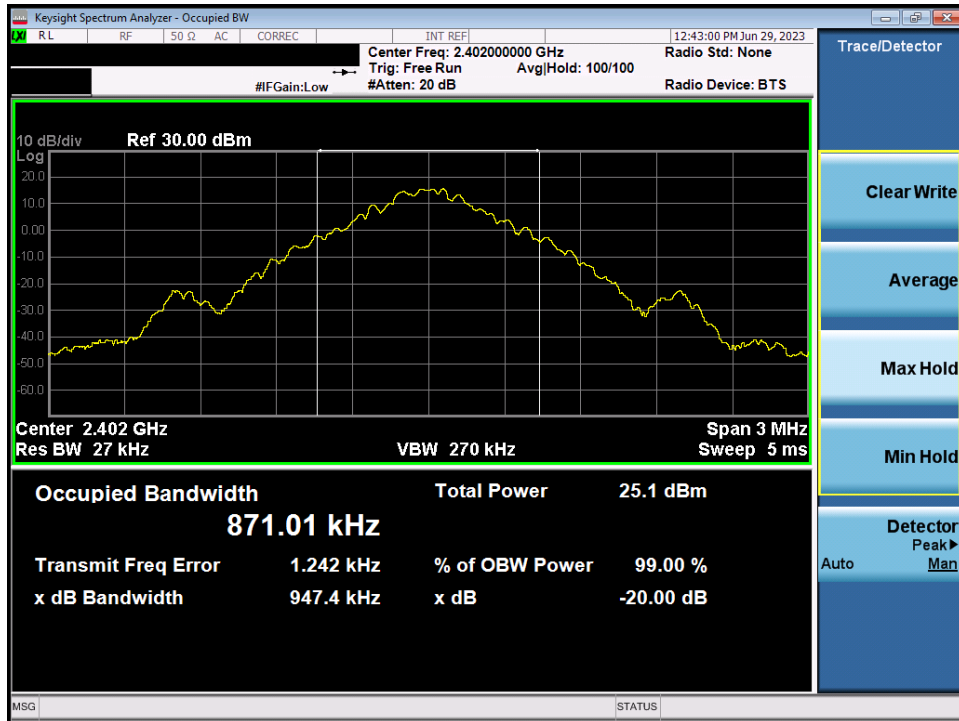 Keysight Spectrum Analyzer - Occupied BW
LXI RL RF 50 Ω AC CORREC INT REF 12:43:00 PM Jun 29, 2023
Center Freq: 2.402000000 GHz Radio Std: None
Trig: Free Run Avg|Hold: 100/100
#IFGain:Low #Atten: 20 dB Radio Device: BTS
10 dB/div Ref 30.00 dBm
Log
20.0
10.0
0.00
-10.0
-20.0
-30.0
-40.0
-50.0
-60.0
Center 2.402 GHz Span 3 MHz
Res BW 27 kHz VBW 270 kHz Sweep 5 ms
Occupied Bandwidth Total Power 25.1 dBm
871.01 kHz
Transmit Freq Error 1.242 kHz % of OBW Power 99.00 %
x dB Bandwidth 947.4 kHz x dB -20.00 dB
MSG STATUS
Trace/Detector
Clear Write
Average
Max Hold
Min Hold
Detector
Peak▶
Auto Man